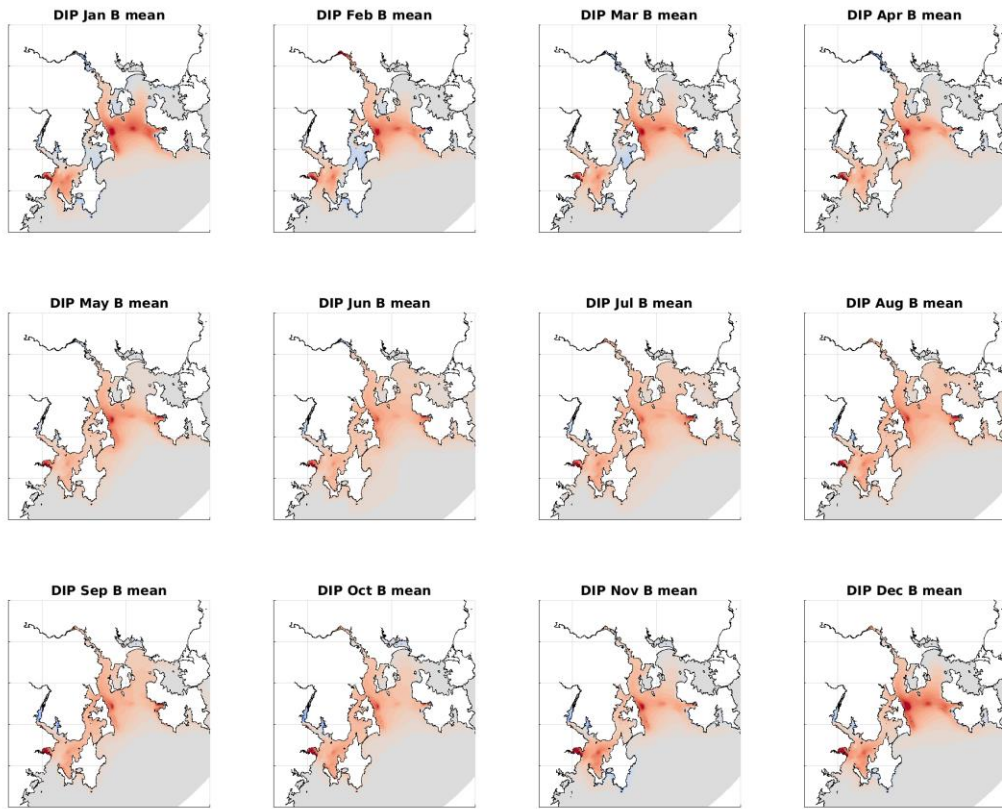 DIP Jan B mean
DIP Feb B mean
DIP Mar B mean
DIP Apr B mean
DIP May B mean
DIP Jun B mean
DIP Jul B mean
DIP Aug B mean
DIP Sep B mean
DIP Oct B mean
DIP Nov B mean
DIP Dec B mean